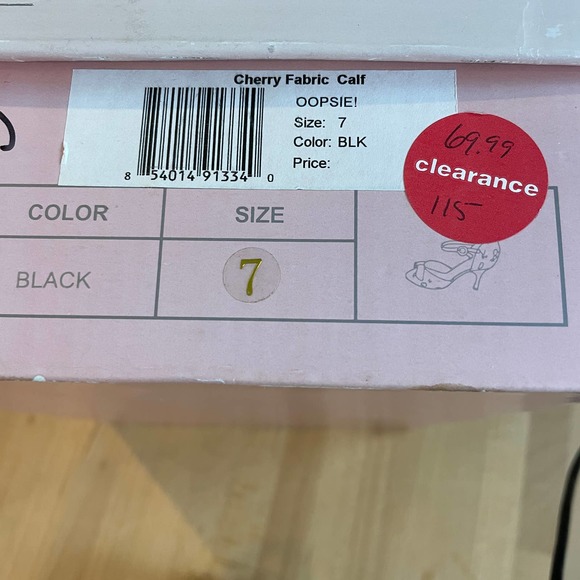 Cherry Fabric Calf
OOPSIE!
Size: 7
Color: BLK
Price:
8 54014 91334 0
69.99
clearance
115
COLOR SIZE
BLACK 7